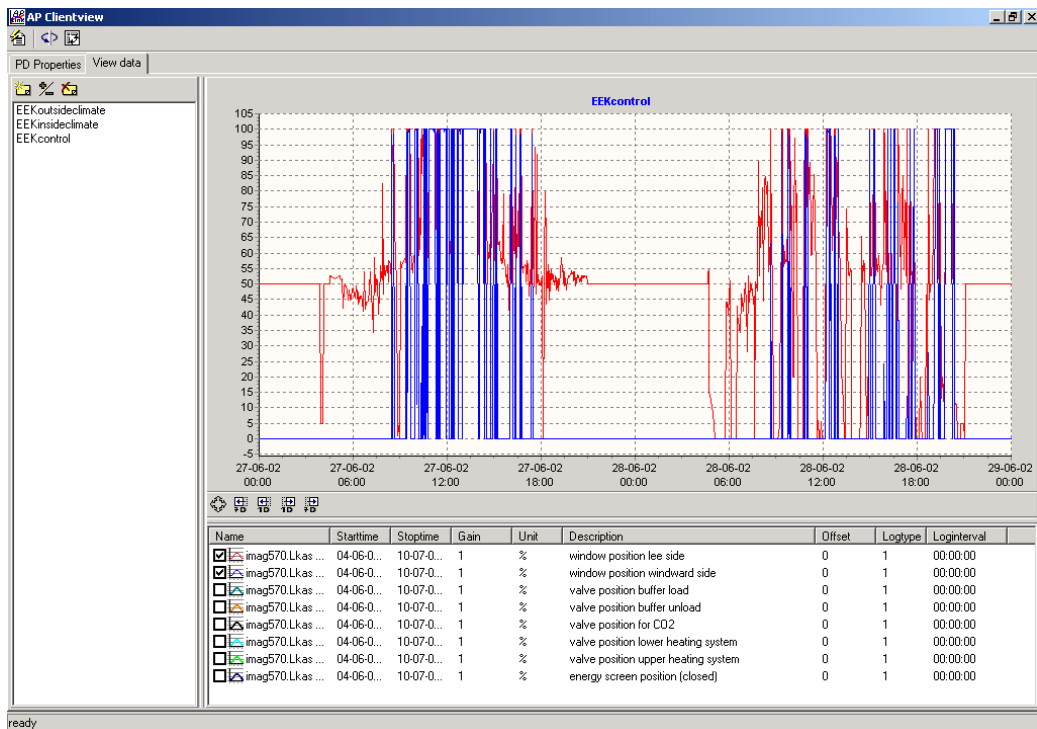 AP Clientview
PD Properties View data
EEKoutsideclimate
EEKinsideclimate
EEKcontrol
EEKcontrol
105
100
95
90
85
80
75
70
65
60
55
50
45
40
35
30
25
20
15
10
5
0
-5
27-06-02 27-06-02 27-06-02 27-06-02 28-06-02 28-06-02 28-06-02 28-06-02 29-06-02
00:00 06:00 12:00 18:00 00:00 06:00 12:00 18:00 00:00
Name Starttime Stoptime Gain Unit Description Offset Logtype Loginterval
imag570.Lkas ... 04-06-0... 10-07-0... 1 % window position lee side 0 1 00:00:00
imag570.Lkas ... 04-06-0... 10-07-0... 1 % window position windward side 0 1 00:00:00
imag570.Lkas ... 04-06-0... 10-07-0... 1 % valve position buffer load 0 1 00:00:00
imag570.Lkas ... 04-06-0... 10-07-0... 1 % valve position buffer unload 0 1 00:00:00
imag570.Lkas ... 04-06-0... 10-07-0... 1 % valve position for CO2 0 1 00:00:00
imag570.Lkas ... 04-06-0... 10-07-0... 1 % valve position lower heating system 0 1 00:00:00
imag570.Lkas ... 04-06-0... 10-07-0... 1 % valve position upper heating system 0 1 00:00:00
imag570.Lkas ... 04-06-0... 10-07-0... 1 % energy screen position (closed) 0 1 00:00:00
ready